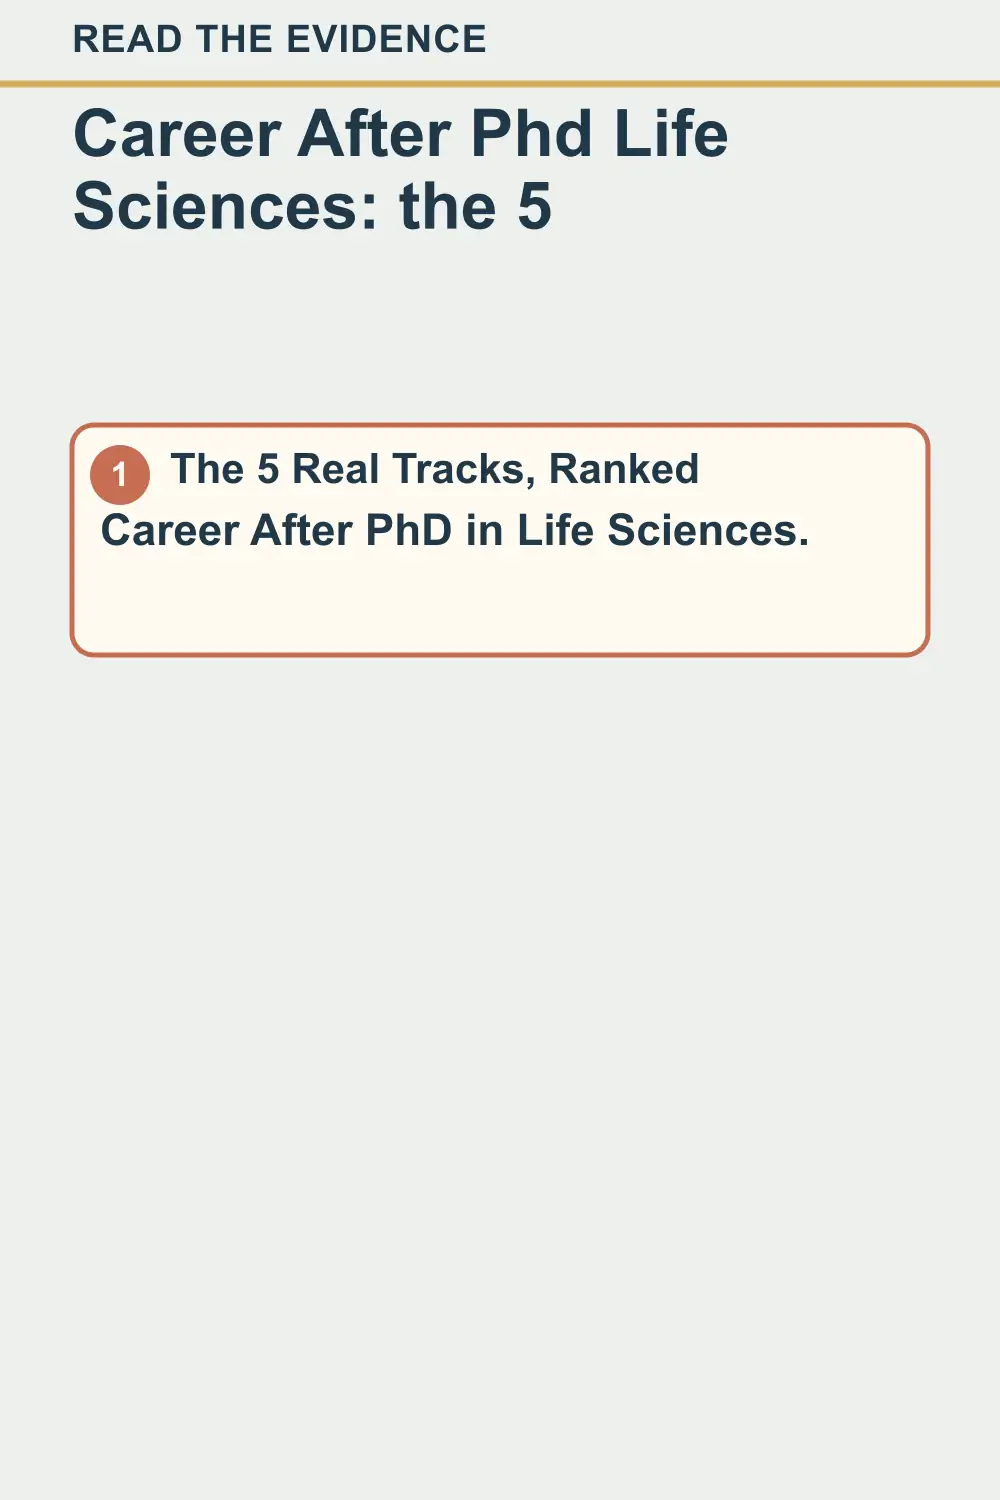 READ THE EVIDENCE
Career After Phd Life
Sciences: the 5
1 The 5 Real Tracks, Ranked
Career After PhD in Life Sciences.